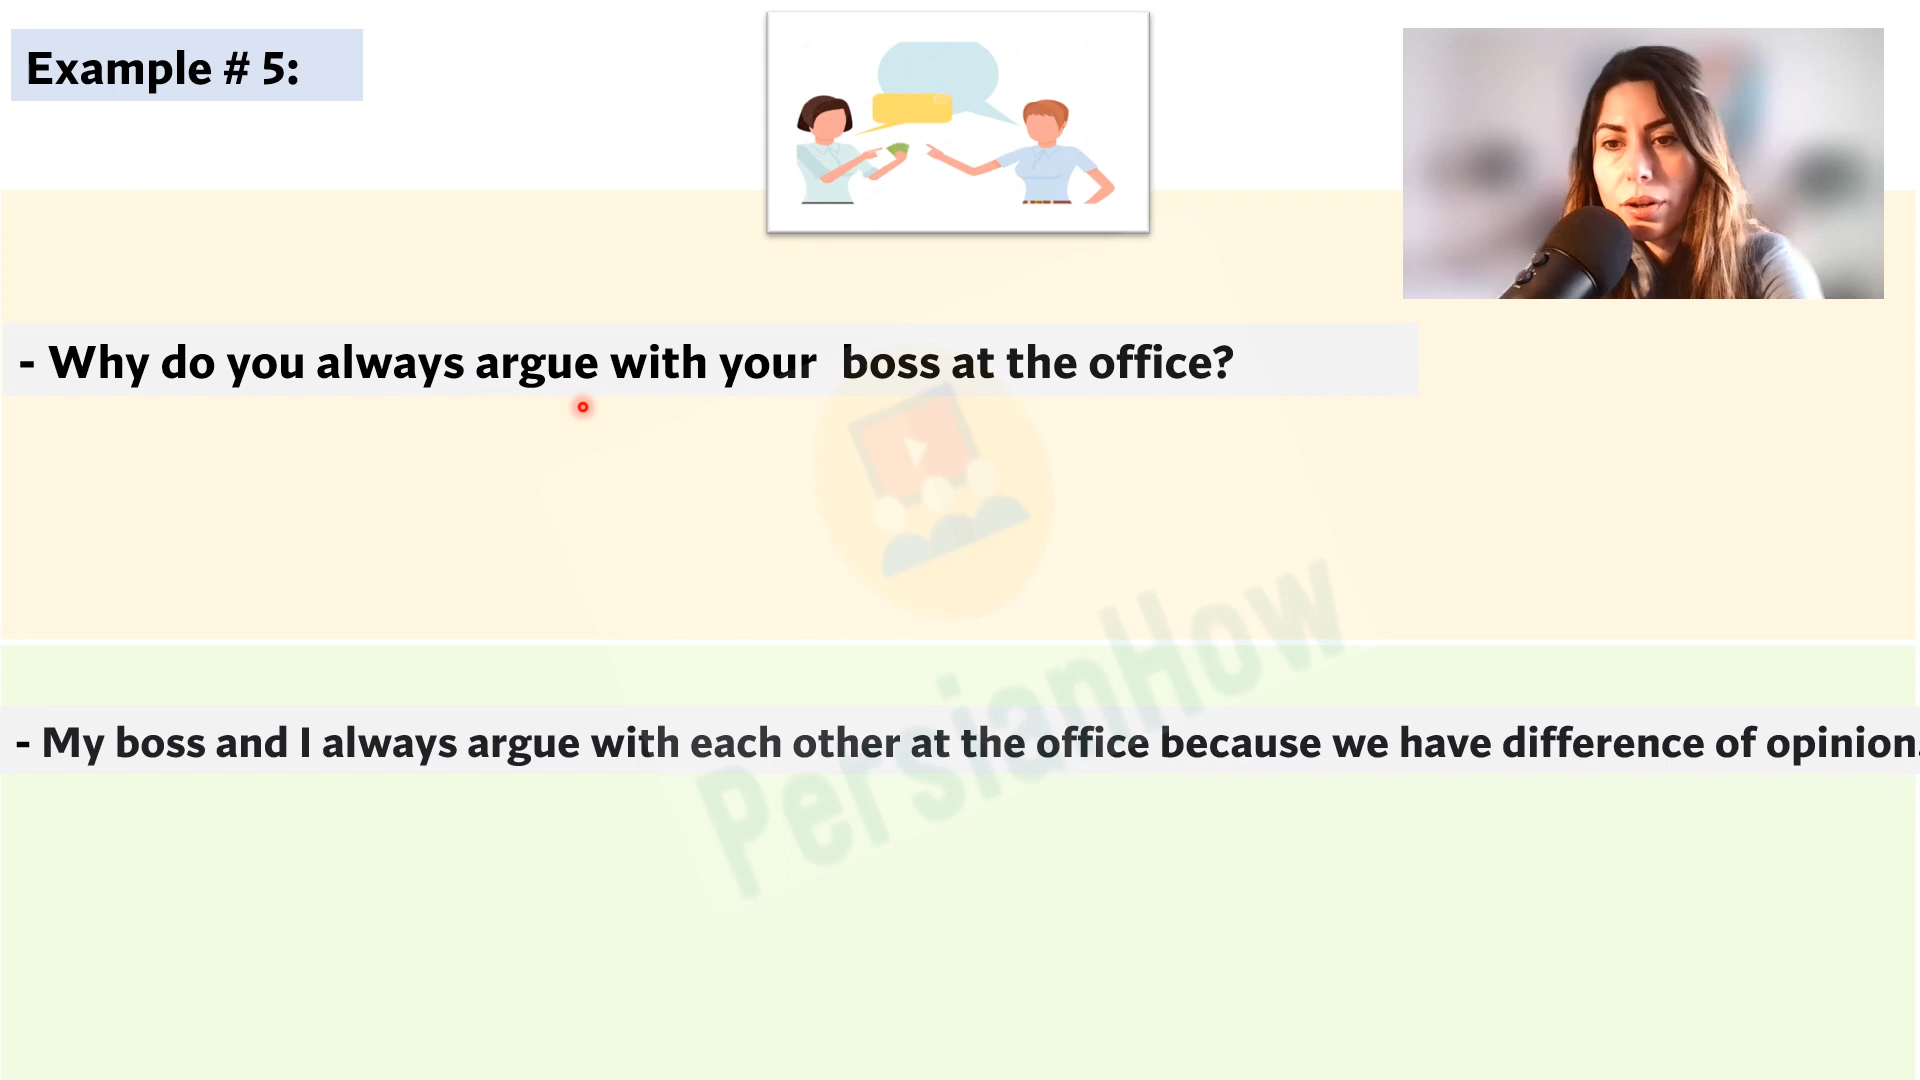 Example # 5:
- Why do you always argue with your boss at the office?
- My boss and I always argue with each other at the office because we have difference of opinion.
PersianHow